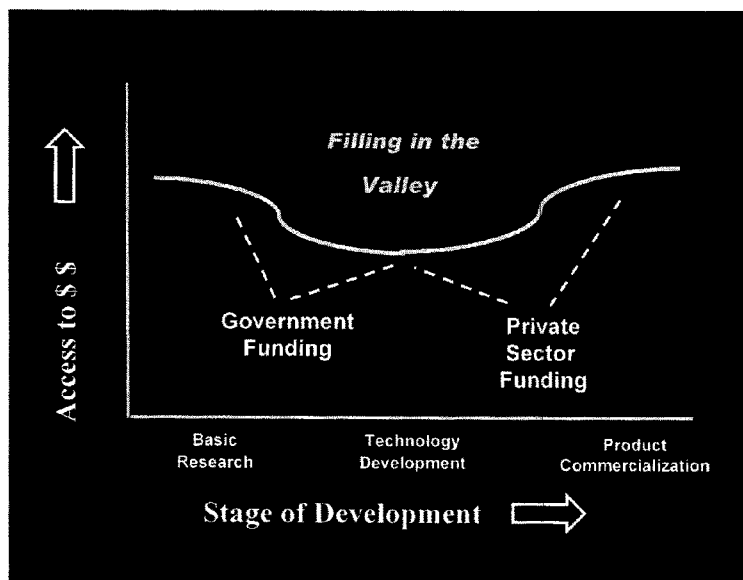 Filling in the
Valley
Access to $ $
Government
Funding
Private
Sector
Funding
Basic
Research
Technology
Development
Product
Commercialization
Stage of Development